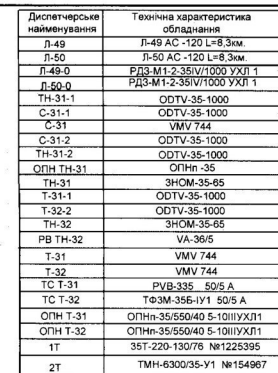 Диспетчерське найменування Технічна характеристика обладнання
Л-49 Л-49 АС -120 L=8,3км.
Л-50 Л-50 АС -120 L=8,3км.
Л-49-0 РДЗ-М1-2-35IV/1000 УХЛ 1
Л-50-0 РДЗ-М1-2-35IV/1000 УХЛ 1
ТН-31-1 ODTV-35-1000
С-31-1 ODTV-35-1000
С-31 VMV 744
С-31-2 ODTV-35-1000
ТН-31-2 ODTV-35-1000
ОПН ТН-31 ОПНп -35
ТН-31 ЗНОМ-35-65
Т-31-1 ODTV-35-1000
Т-32-2 ODTV-35-1000
ТН-32 ЗНОМ-35-65
РВ ТН-32 VA-36/5
Т-31 VMV 744
Т-32 VMV 744
ТС Т-31 PVB-335 50/5 А
ТС Т-32 ТФЗМ-35Б-ІУ1 50/5 А
ОПН Т-31 ОПНп-35/550/40 5-10IIIУХЛ1
ОПН Т-32 ОПНп-35/550/40 5-10IIIУХЛ1
1Т 35Т-220-130/76 №1225395
2Т ТМН-6300/35-У1 №154967